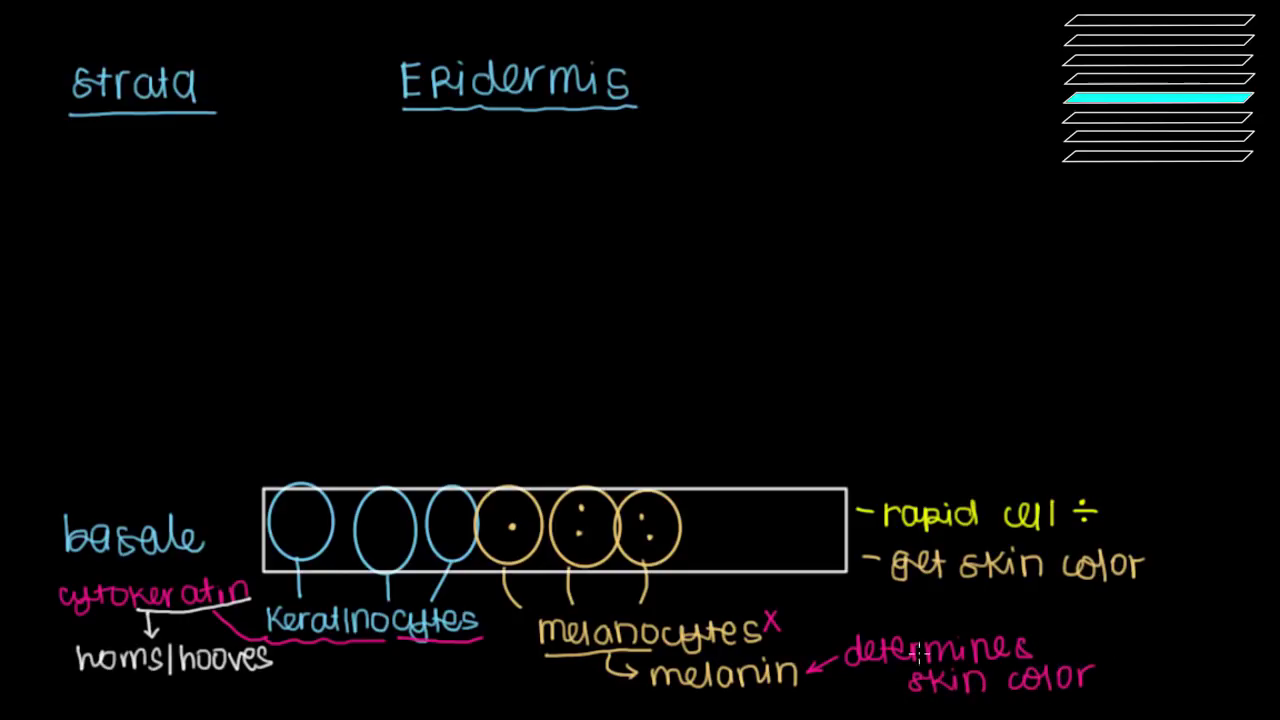 strata
Epidermis
basale
- rapid cell ÷
- get skin color
cytokeratin
keratinocytes
melanocytes x
horns/hooves
melanin
determines
skin color